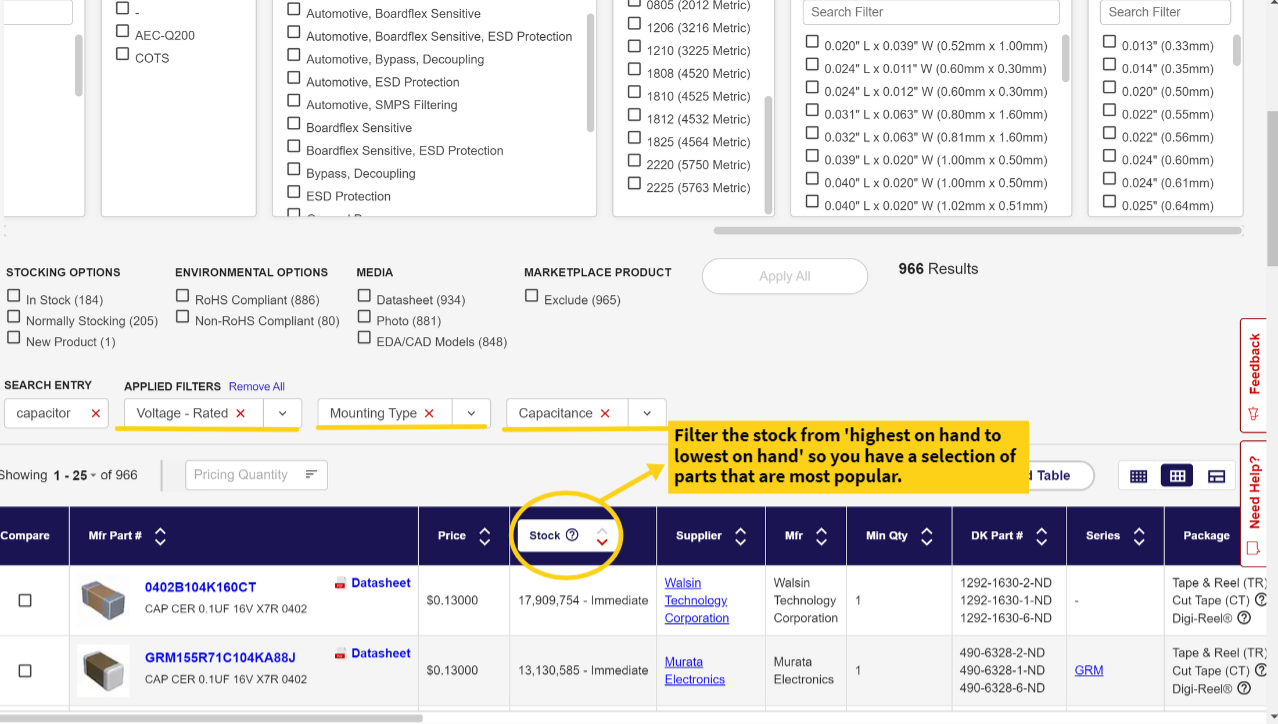 -
AEC-Q200
COTS
Automotive, Boardflex Sensitive
Automotive, Boardflex Sensitive, ESD Protection
Automotive, Bypass, Decoupling
Automotive, ESD Protection
Automotive, SMPS Filtering
Boardflex Sensitive
Boardflex Sensitive, ESD Protection
Bypass, Decoupling
ESD Protection
0805 (2012 Metric)
1206 (3216 Metric)
1210 (3225 Metric)
1808 (4520 Metric)
1810 (4525 Metric)
1812 (4532 Metric)
1825 (4564 Metric)
2220 (5750 Metric)
2225 (5763 Metric)
Search Filter
0.020" L x 0.039" W (0.52mm x 1.00mm)
0.024" L x 0.011" W (0.60mm x 0.30mm)
0.024" L x 0.012" W (0.60mm x 0.30mm)
0.031" L x 0.063" W (0.80mm x 1.60mm)
0.032" L x 0.063" W (0.81mm x 1.60mm)
0.039" L x 0.020" W (1.00mm x 0.50mm)
0.040" L x 0.020" W (1.00mm x 0.50mm)
0.040" L x 0.020" W (1.02mm x 0.51mm)
Search Filter
0.013" (0.33mm)
0.014" (0.35mm)
0.020" (0.50mm)
0.022" (0.55mm)
0.022" (0.56mm)
0.024" (0.60mm)
0.024" (0.61mm)
0.025" (0.64mm)
STOCKING OPTIONS
In Stock (184)
Normally Stocking (205)
New Product (1)
ENVIRONMENTAL OPTIONS
RoHS Compliant (886)
Non-RoHS Compliant (80)
MEDIA
Datasheet (934)
Photo (881)
EDA/CAD Models (848)
MARKETPLACE PRODUCT
Exclude (965)
Apply All
966 Results
Feedback
Need Help?
SEARCH ENTRY
capacitor
APPLIED FILTERS Remove All
Voltage - Rated
Mounting Type
Capacitance
Filter the stock from 'highest on hand to
lowest on hand' so you have a selection of
parts that are most popular.
Showing 1 - 25 of 966
Pricing Quantity
d Table
Compare Mfr Part # Price Stock Supplier Mfr Min Qty DK Part # Series Package
0402B104K160CT
CAP CER 0.1UF 16V X7R 0402
Datasheet
$0.13000
17,909,754 - Immediate
Walsin
Technology
Corporation
Walsin
Technology
Corporation
1
1292-1630-2-ND
1292-1630-1-ND
1292-1630-6-ND
-
Tape & Reel (TR)
Cut Tape (CT)
Digi-Reel®
GRM155R71C104KA88J
CAP CER 0.1UF 16V X7R 0402
Datasheet
$0.13000
13,130,585 - Immediate
Murata
Electronics
Murata
Electronics
1
490-6328-2-ND
490-6328-1-ND
490-6328-6-ND
GRM
Tape & Reel (TR)
Cut Tape (CT)
Digi-Reel®